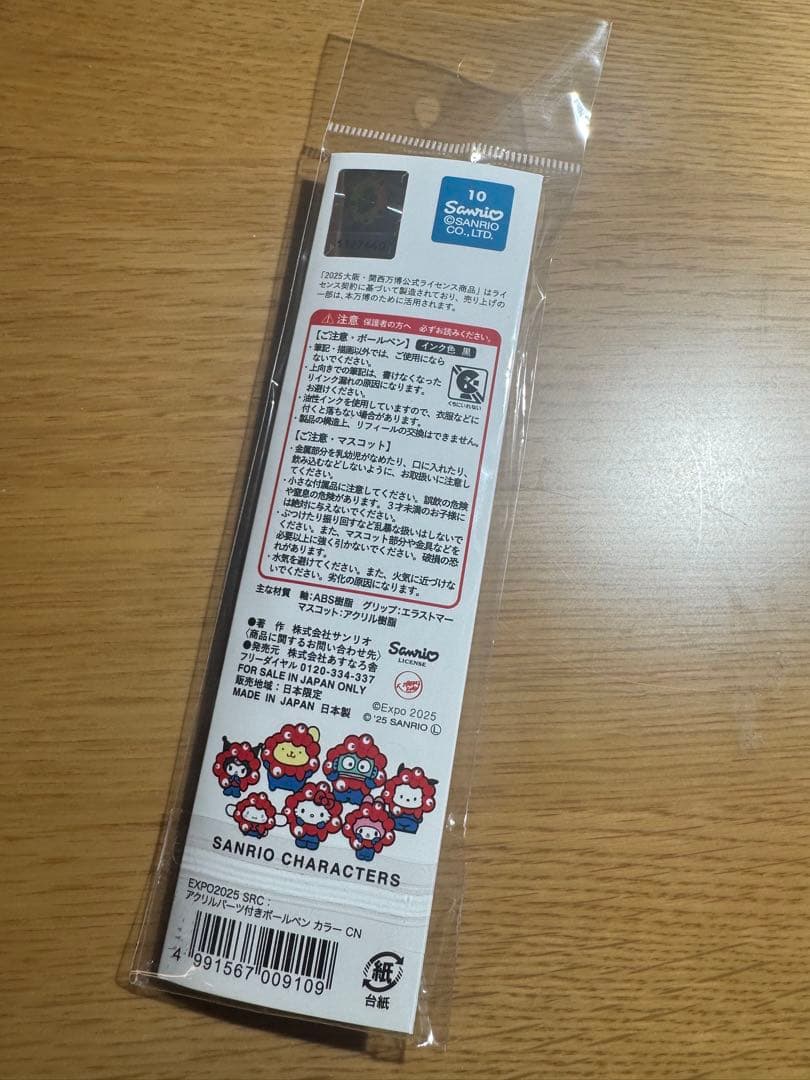 10
Sanrio
©SANRIO
CO., LTD.
「2025大阪・関西万博公式ライセンス商品」はライ
センス契約に基づいて製造されており、売り上げの
一部は、本万博のために活用されます。
注意 保護者の方へ 必ずお読みください。
【ご注意・ボールペン】 インク色 黒
・筆記・描画以外では、ご使用になら
ないでください。
・上向きでの筆記は、書けなくなった
りインク漏れの原因になります。
お避けください。
くちにいれない
・油性インクを使用していますので、衣服などに
付くと落ちない場合があります。
・製品の構造上、リフィールの交換はできません。
【ご注意・マスコット】
・金属部分を乳幼児がなめたり、口に入れたり、
飲み込むなどしないように、お取扱いに注意し
てください。
・小さな付属品に注意してください。誤飲の危険
や窒息の危険があります。3才未満のお子様に
は絶対に与えないでください。
・ぶつけたり振り回すなど乱暴な扱いはしないで
ください。また、マスコット部分や金具などを
必要以上に強く引かないでください。破損の恐
れがあります。
・水気を避けてください。また、火気に近づけな
いでください。劣化の原因になります。
主な材質 軸:ABS樹脂 グリップ:エラストマー
マスコット:アクリル樹脂
●著 作 株式会社サンリオ
〈商品に関するお問い合わせ先〉
●発売元 株式会社あすなろ舎
フリーダイヤル 0120-334-337
FOR SALE IN JAPAN ONLY
販売地域:日本限定
MADE IN JAPAN 日本製
Sanrio
LICENSE
©Expo 2025
©'25 SANRIO Ⓛ
SANRIO CHARACTERS
EXPO2025 SRC:
アクリルパーツ付きボールペン カラー CN
4 991567 009109
紙
台紙